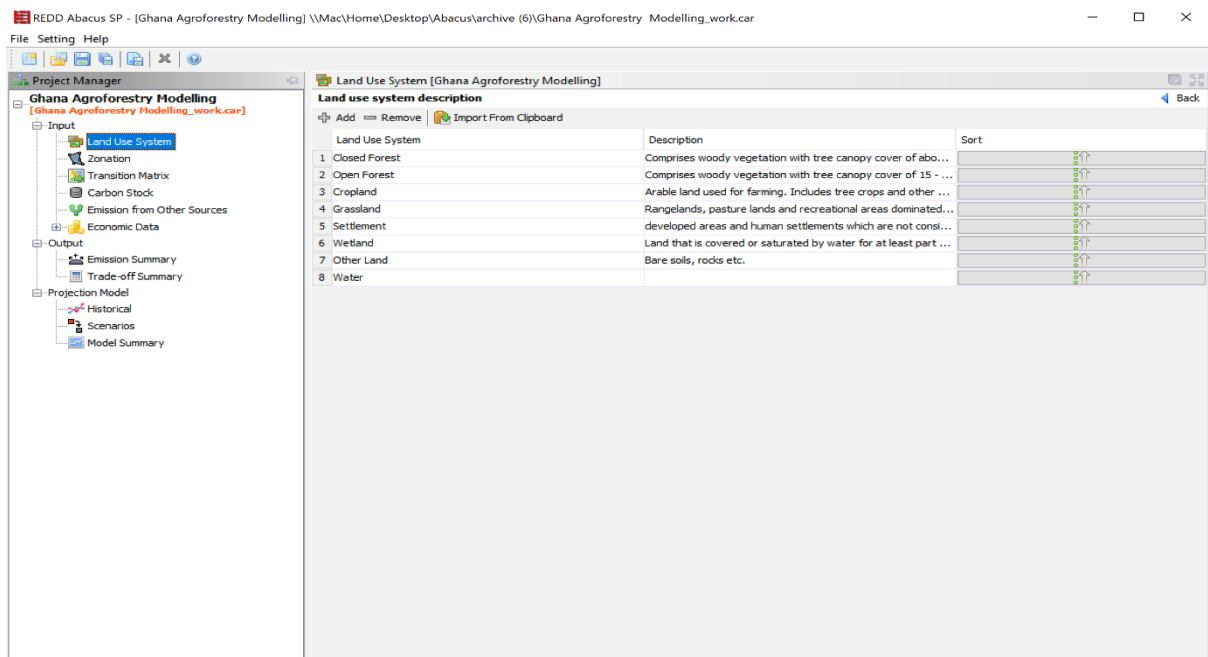 REDD Abacus SP - [Ghana Agroforestry Modelling] \\Mac\Home\Desktop\Abacus\archive (6)\Ghana Agroforestry Modelling_work.car
File Setting Help
Project Manager
Ghana Agroforestry Modelling
[Ghana Agroforestry Modelling_work.car]
Input
Land Use System
Zonation
Transition Matrix
Carbon Stock
Emission from Other Sources
Economic Data
Output
Emission Summary
Trade-off Summary
Projection Model
Historical
Scenarios
Model Summary
Land Use System [Ghana Agroforestry Modelling]
Land use system description Back
Add Remove Import From Clipboard
Land Use System Description Sort
1 Closed Forest Comprises woody vegetation with tree canopy cover of abo...
2 Open Forest Comprises woody vegetation with tree canopy cover of 15 - ...
3 Cropland Arable land used for farming. Includes tree crops and other ...
4 Grassland Rangelands, pasture lands and recreational areas dominated...
5 Settlement developed areas and human settlements which are not consi...
6 Wetland Land that is covered or saturated by water for at least part ...
7 Other Land Bare soils, rocks etc.
8 Water